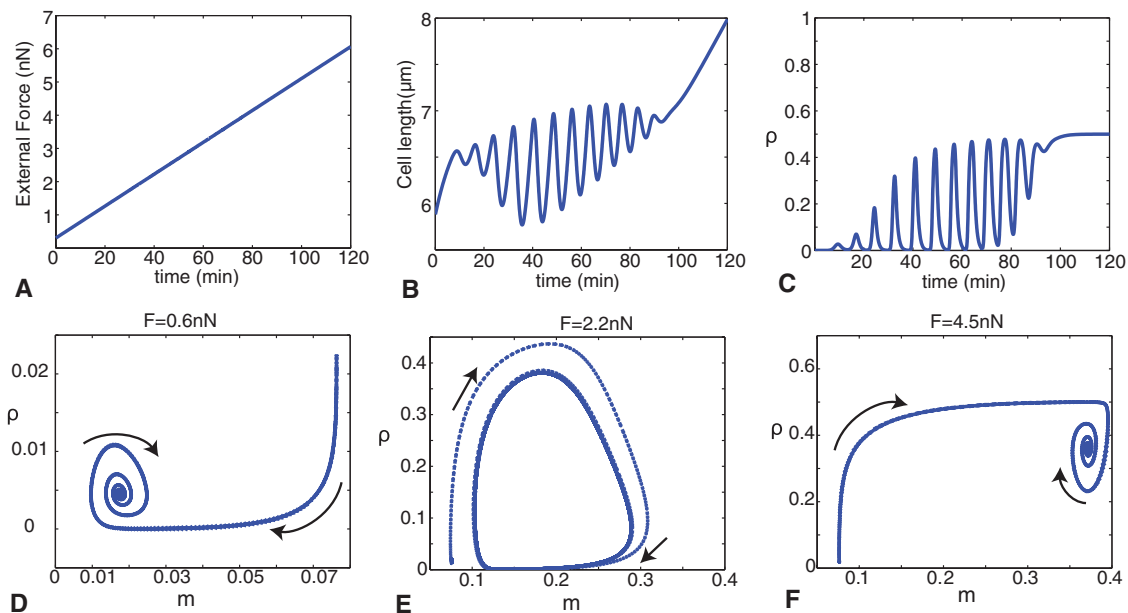 External Force (nN)
7
6
5
4
3
2
1
0 20 40 60 80 100 120
time (min)
A
Cell length(μm)
8
7
6
0 20 40 60 80 100 120
time (min)
B
ρ
1
0.8
0.6
0.4
0.2
0
0 20 40 60 80 100 120
time (min)
C
F=0.6nN
ρ
0.02
0.01
0
0 0.01 0.03 0.05 0.07
m
D
F=2.2nN
ρ
0.4
0.3
0.2
0.1
0
0.1 0.2 0.3 0.4
m
E
F=4.5nN
ρ
0.6
0.4
0.2
0
0.1 0.2 0.3 0.4
m
F